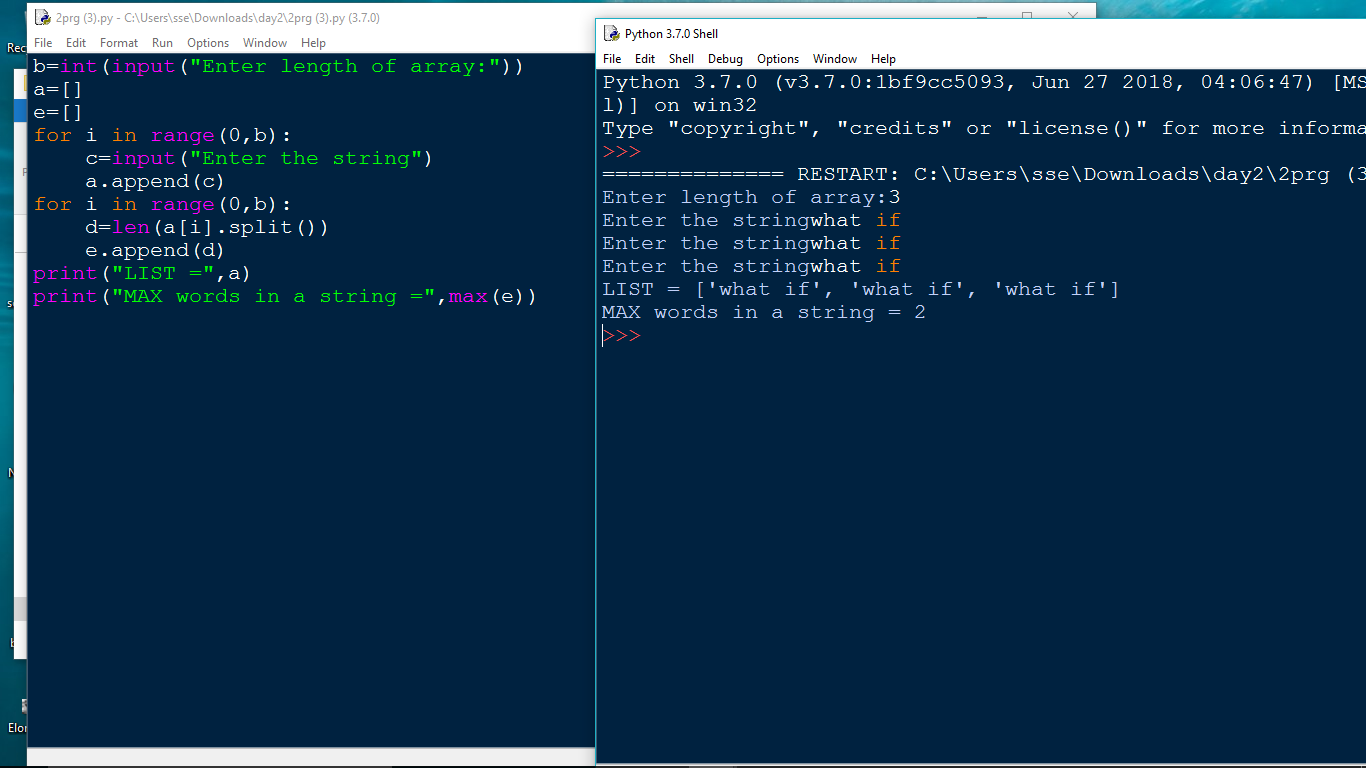 2prg (3).py - C:\Users\sse\Downloads\day2\2prg (3).py (3.7.0)
File Edit Format Run Options Window Help
b=int(input("Enter length of array:"))
a=[]
e=[]
for i in range(0,b):
    c=input("Enter the string")
    a.append(c)
for i in range(0,b):
    d=len(a[i].split())
    e.append(d)
print("LIST =",a)
print("MAX words in a string =",max(e))
Python 3.7.0 Shell
File Edit Shell Debug Options Window Help
Python 3.7.0 (v3.7.0:1bf9cc5093, Jun 27 2018, 04:06:47) [MS
l)] on win32
Type "copyright", "credits" or "license()" for more informa
>>>
============== RESTART: C:\Users\sse\Downloads\day2\2prg (3
Enter length of array:3
Enter the stringwhat if
Enter the stringwhat if
Enter the stringwhat if
LIST = ['what if', 'what if', 'what if']
MAX words in a string = 2
>>>
Rec
Elon